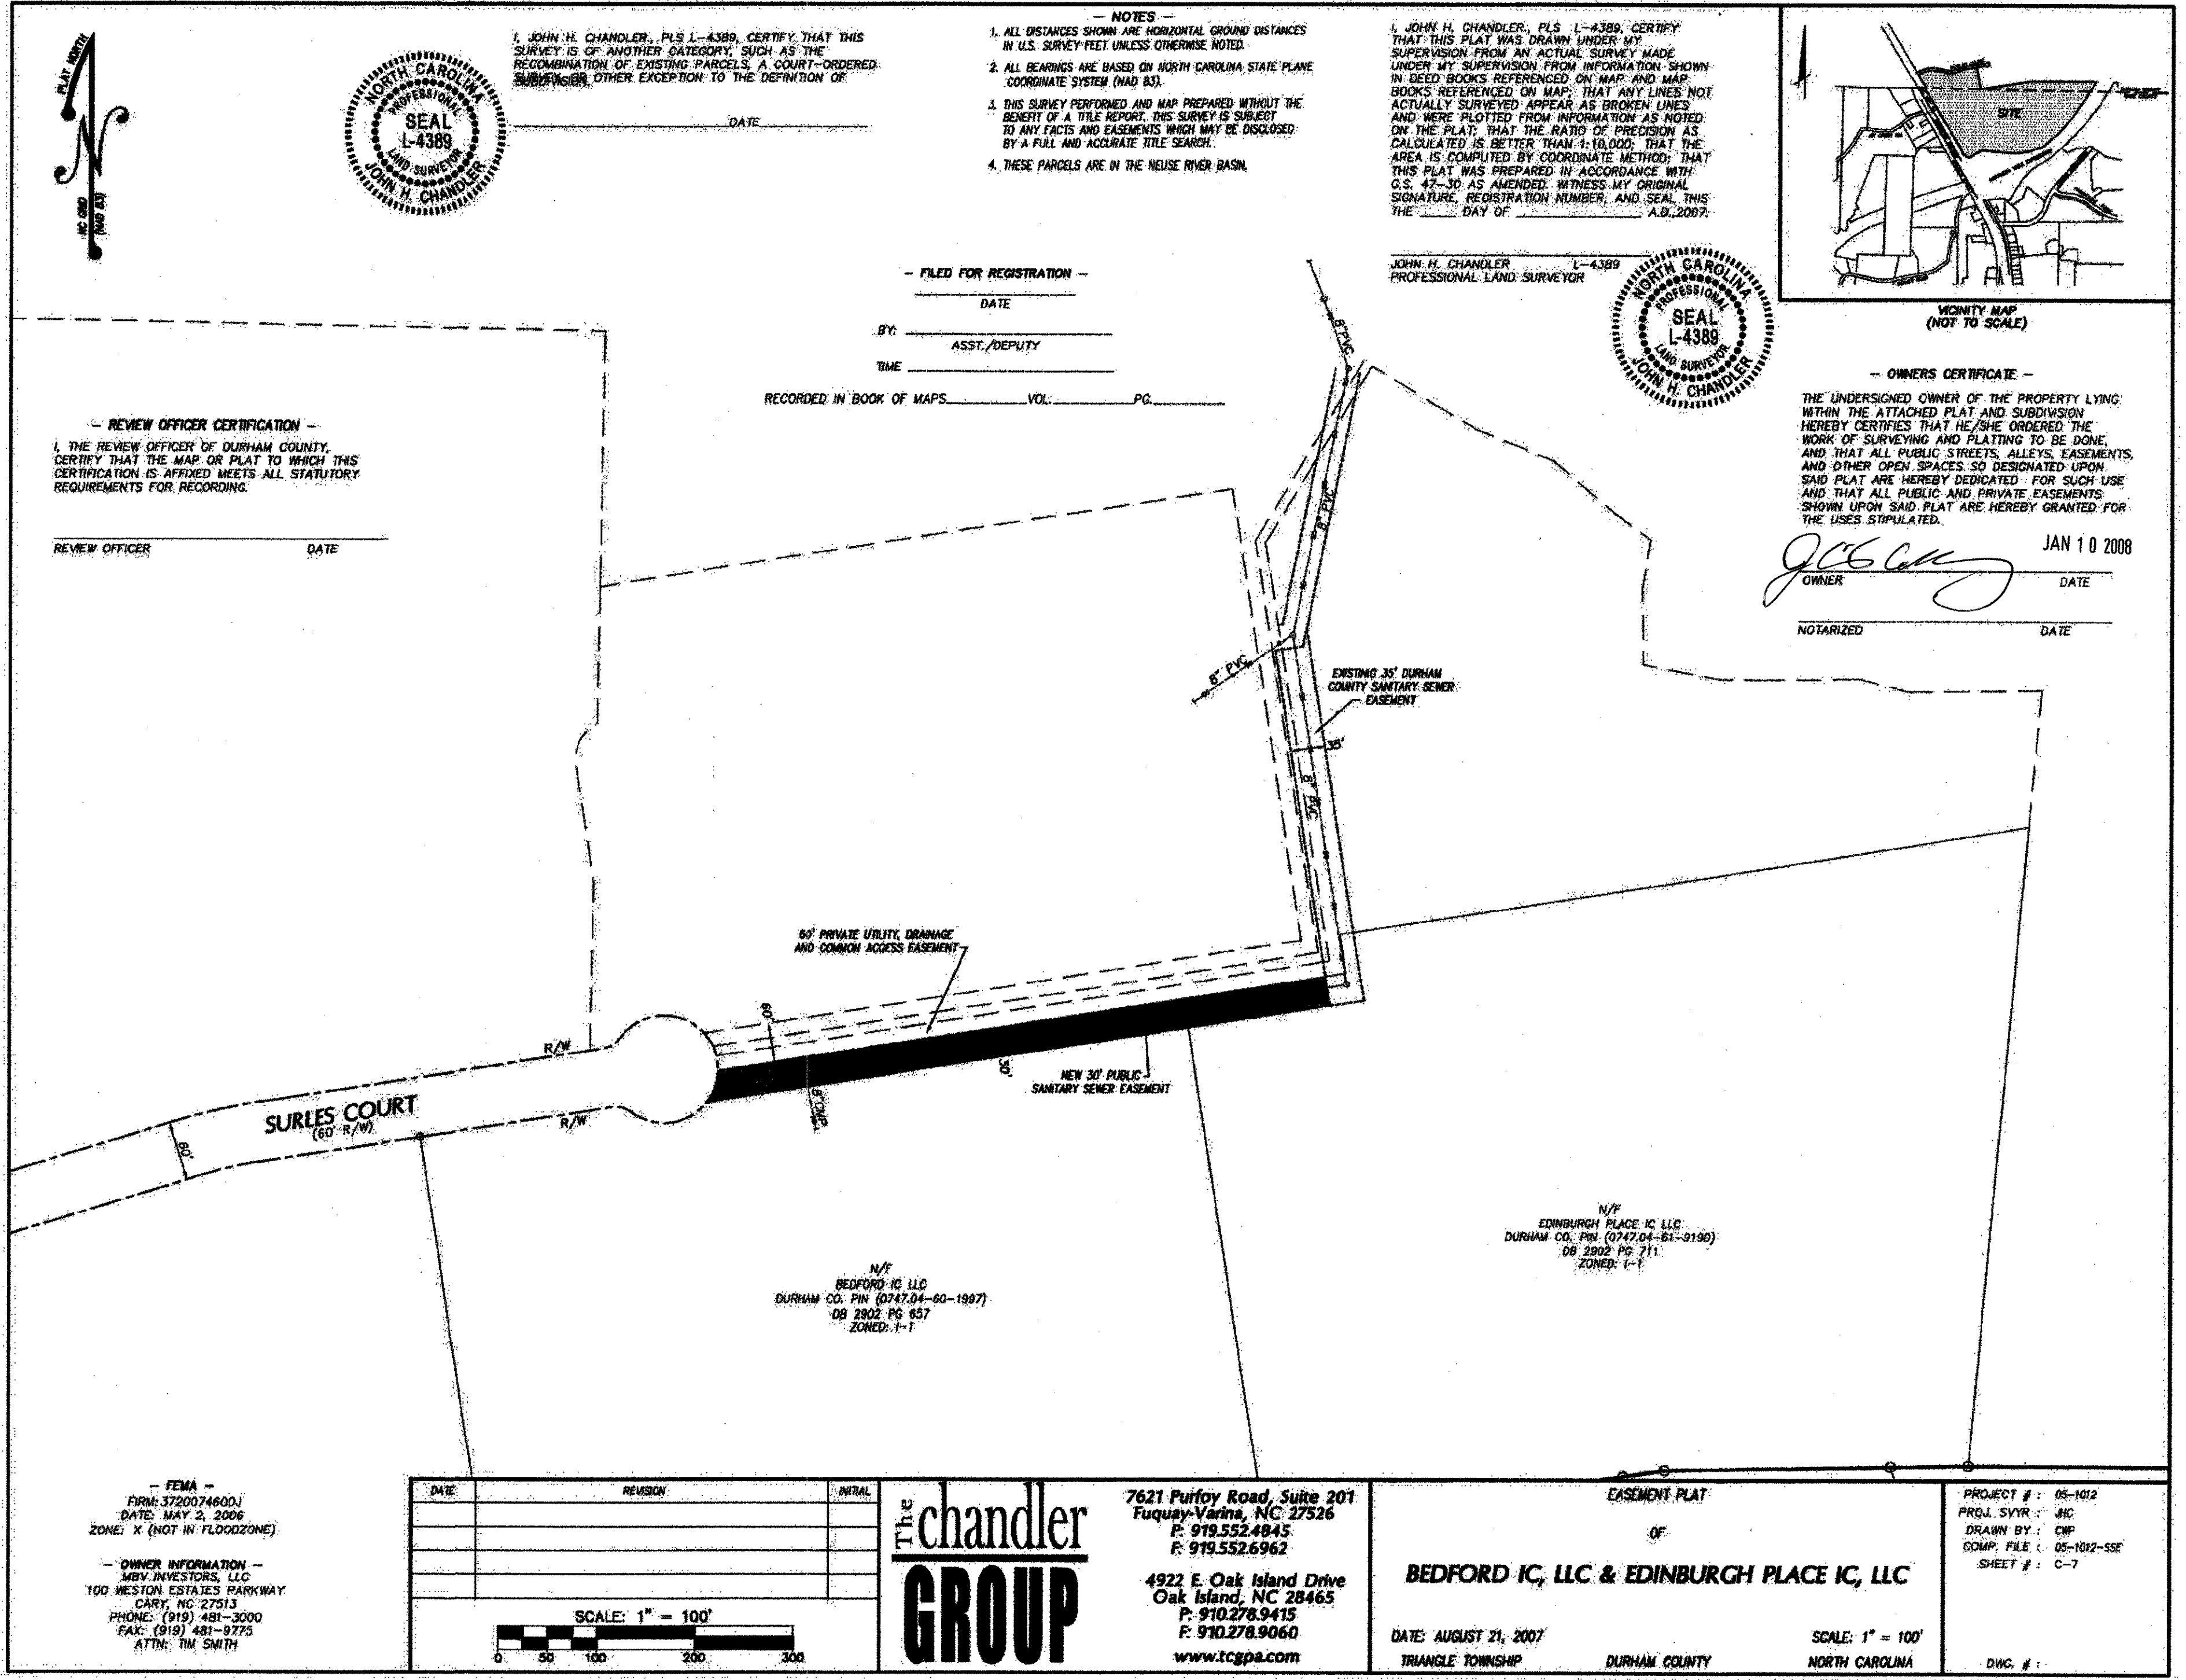 PLAT NORTH
NC GRID
(NAD 83)
NORTH CAROLINA
PROFESSIONAL
SEAL
L-4389
LAND SURVEYOR
JOHN H. CHANDLER
I, JOHN H. CHANDLER, PLS L-4389, CERTIFY THAT THIS
SURVEY IS OF ANOTHER CATEGORY, SUCH AS THE
RECOMBINATION OF EXISTING PARCELS, A COURT-ORDERED
SURVEY, OR OTHER EXCEPTION TO THE DEFINITION OF
SUBDIVISION.
DATE
- NOTES -
1. ALL DISTANCES SHOWN ARE HORIZONTAL GROUND DISTANCES
IN U.S. SURVEY FEET UNLESS OTHERWISE NOTED.
2. ALL BEARINGS ARE BASED ON NORTH CAROLINA STATE PLANE
COORDINATE SYSTEM (NAD 83).
3. THIS SURVEY PERFORMED AND MAP PREPARED WITHOUT THE
BENEFIT OF A TITLE REPORT. THIS SURVEY IS SUBJECT
TO ANY FACTS AND EASEMENTS WHICH MAY BE DISCLOSED
BY A FULL AND ACCURATE TITLE SEARCH.
4. THESE PARCELS ARE IN THE NEUSE RIVER BASIN.
I, JOHN H. CHANDLER, PLS L-4389, CERTIFY
THAT THIS PLAT WAS DRAWN UNDER MY
SUPERVISION FROM AN ACTUAL SURVEY MADE
UNDER MY SUPERVISION FROM INFORMATION SHOWN
IN DEED BOOKS REFERENCED ON MAP AND MAP
BOOKS REFERENCED ON MAP; THAT ANY LINES NOT
ACTUALLY SURVEYED APPEAR AS BROKEN LINES
AND WERE PLOTTED FROM INFORMATION AS NOTED
ON THE PLAT; THAT THE RATIO OF PRECISION AS
CALCULATED IS BETTER THAN 1:10,000; THAT THE
AREA IS COMPUTED BY COORDINATE METHOD; THAT
THIS PLAT WAS PREPARED IN ACCORDANCE WITH
G.S. 47-30 AS AMENDED. WITNESS MY ORIGINAL
SIGNATURE, REGISTRATION NUMBER, AND SEAL THIS
THE ____ DAY OF ____ A.D., 2007.
JOHN H. CHANDLER L-4389
PROFESSIONAL LAND SURVEYOR
NORTH CAROLINA
PROFESSIONAL
SEAL
L-4389
LAND SURVEYOR
JOHN H. CHANDLER
SITE
VICINITY MAP
(NOT TO SCALE)
- FILED FOR REGISTRATION -
DATE
BY:
ASST./DEPUTY
TIME
RECORDED IN BOOK OF MAPS ____ VOL. ____ PG. ____
- REVIEW OFFICER CERTIFICATION -
I, THE REVIEW OFFICER OF DURHAM COUNTY,
CERTIFY THAT THE MAP OR PLAT TO WHICH THIS
CERTIFICATION IS AFFIXED MEETS ALL STATUTORY
REQUIREMENTS FOR RECORDING.
REVIEW OFFICER DATE
- OWNERS CERTIFICATE -
THE UNDERSIGNED OWNER OF THE PROPERTY LYING
WITHIN THE ATTACHED PLAT AND SUBDIVISION
HEREBY CERTIFIES THAT HE/SHE ORDERED THE
WORK OF SURVEYING AND PLATTING TO BE DONE,
AND THAT ALL PUBLIC STREETS, ALLEYS, EASEMENTS,
AND OTHER OPEN SPACES SO DESIGNATED UPON
SAID PLAT ARE HEREBY DEDICATED FOR SUCH USE
AND THAT ALL PUBLIC AND PRIVATE EASEMENTS
SHOWN UPON SAID PLAT ARE HEREBY GRANTED FOR
THE USES STIPULATED.
JAN 10 2008
OWNER DATE
NOTARIZED DATE
8" PVC
8" PVC
8" PVC
EXISTING 35' DURHAM
COUNTY SANITARY SEWER
EASEMENT
35'
8" PVC
60' PRIVATE UTILITY, DRAINAGE
AND COMMON ACCESS EASEMENT
60'
R/W
30'
NEW 30' PUBLIC
SANITARY SEWER EASEMENT
SURLES COURT
(60' R/W)
R/W
60'
N/F
EDINBURGH PLACE IC LLC
DURHAM CO. PIN (0747.04-61-9190)
DB 2902 PG 711
ZONED: I-1
N/F
BEDFORD IC LLC
DURHAM CO. PIN (0747.04-60-1997)
DB 2902 PG 657
ZONED: I-1
- FEMA -
FIRM: 3720074600J
DATE: MAY 2, 2006
ZONE: X (NOT IN FLOODZONE)
- OWNER INFORMATION -
MBV INVESTORS, LLC
100 WESTON ESTATES PARKWAY
CARY, NC 27513
PHONE: (919) 481-3000
FAX: (919) 481-9775
ATTN: TIM SMITH
DATE REVISION INITIAL
SCALE: 1" = 100'
0 50 100 200 300
The chandler
GROUP
7621 Purfoy Road, Suite 201
Fuquay-Varina, NC 27526
P: 919.552.4845
F: 919.552.6962
4922 E. Oak Island Drive
Oak Island, NC 28465
P: 910.278.9415
F: 910.278.9060
www.tcgpa.com
EASEMENT PLAT
OF
BEDFORD IC, LLC & EDINBURGH PLACE IC, LLC
DATE: AUGUST 21, 2007 SCALE: 1" = 100'
TRIANGLE TOWNSHIP DURHAM COUNTY NORTH CAROLINA
PROJECT # : 05-1012
PROJ. SVYR : JHC
DRAWN BY : CWP
COMP. FILE : 05-1012-SSE
SHEET # : C-7
DWG. # :